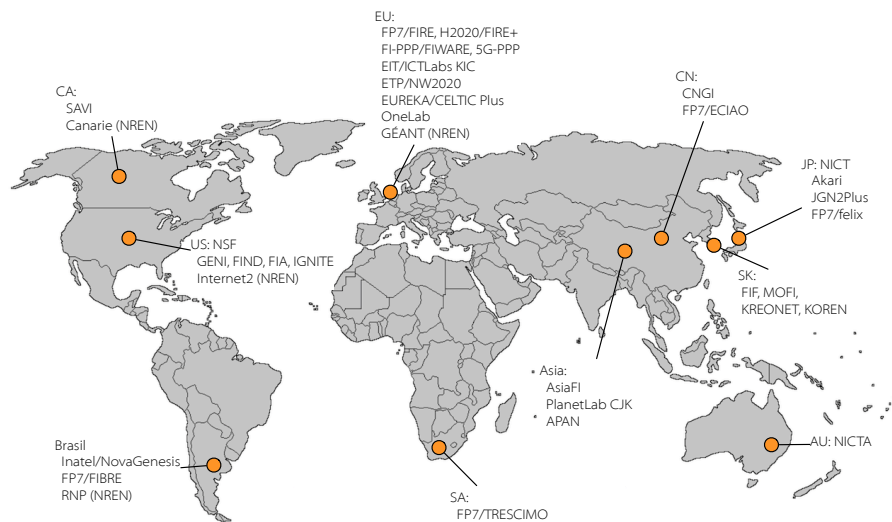 EU:
FP7/FIRE, H2020/FIRE+
FI-PPP/FIWARE, 5G-PPP
EIT/ICTLabs KIC
ETP/NW2020
EUREKA/CELTIC Plus
OneLab
GÉANT (NREN)
CN:
CNGI
FP7/ECIAO
CA:
SAVI
Canarie (NREN)
JP: NICT
Akari
JGN2Plus
FP7/felix
US: NSF
GENI, FIND, FIA, IGNITE
Internet2 (NREN)
SK:
FIF, MOFI,
KREONET, KOREN
Asia:
AsiaFI
PlanetLab CJK
APAN
Brasil
Inatel/NovaGenesis
FP7/FIBRE
RNP (NREN)
AU: NICTA
SA:
FP7/TRESCIMO